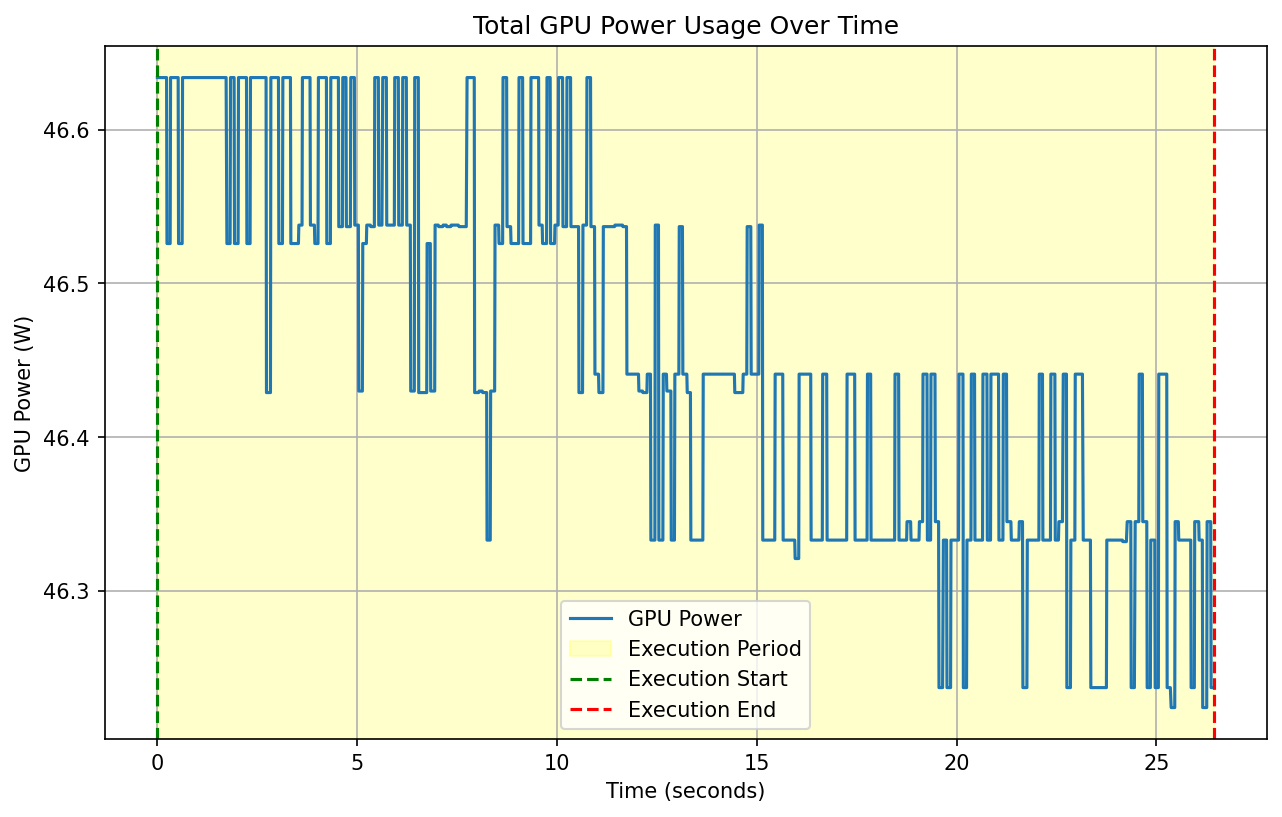 Total GPU Power Usage Over Time
GPU Power (W)
46.6
46.5
46.4
46.3
GPU Power
Execution Period
Execution Start
Execution End
0 5 10 15 20 25
Time (seconds)